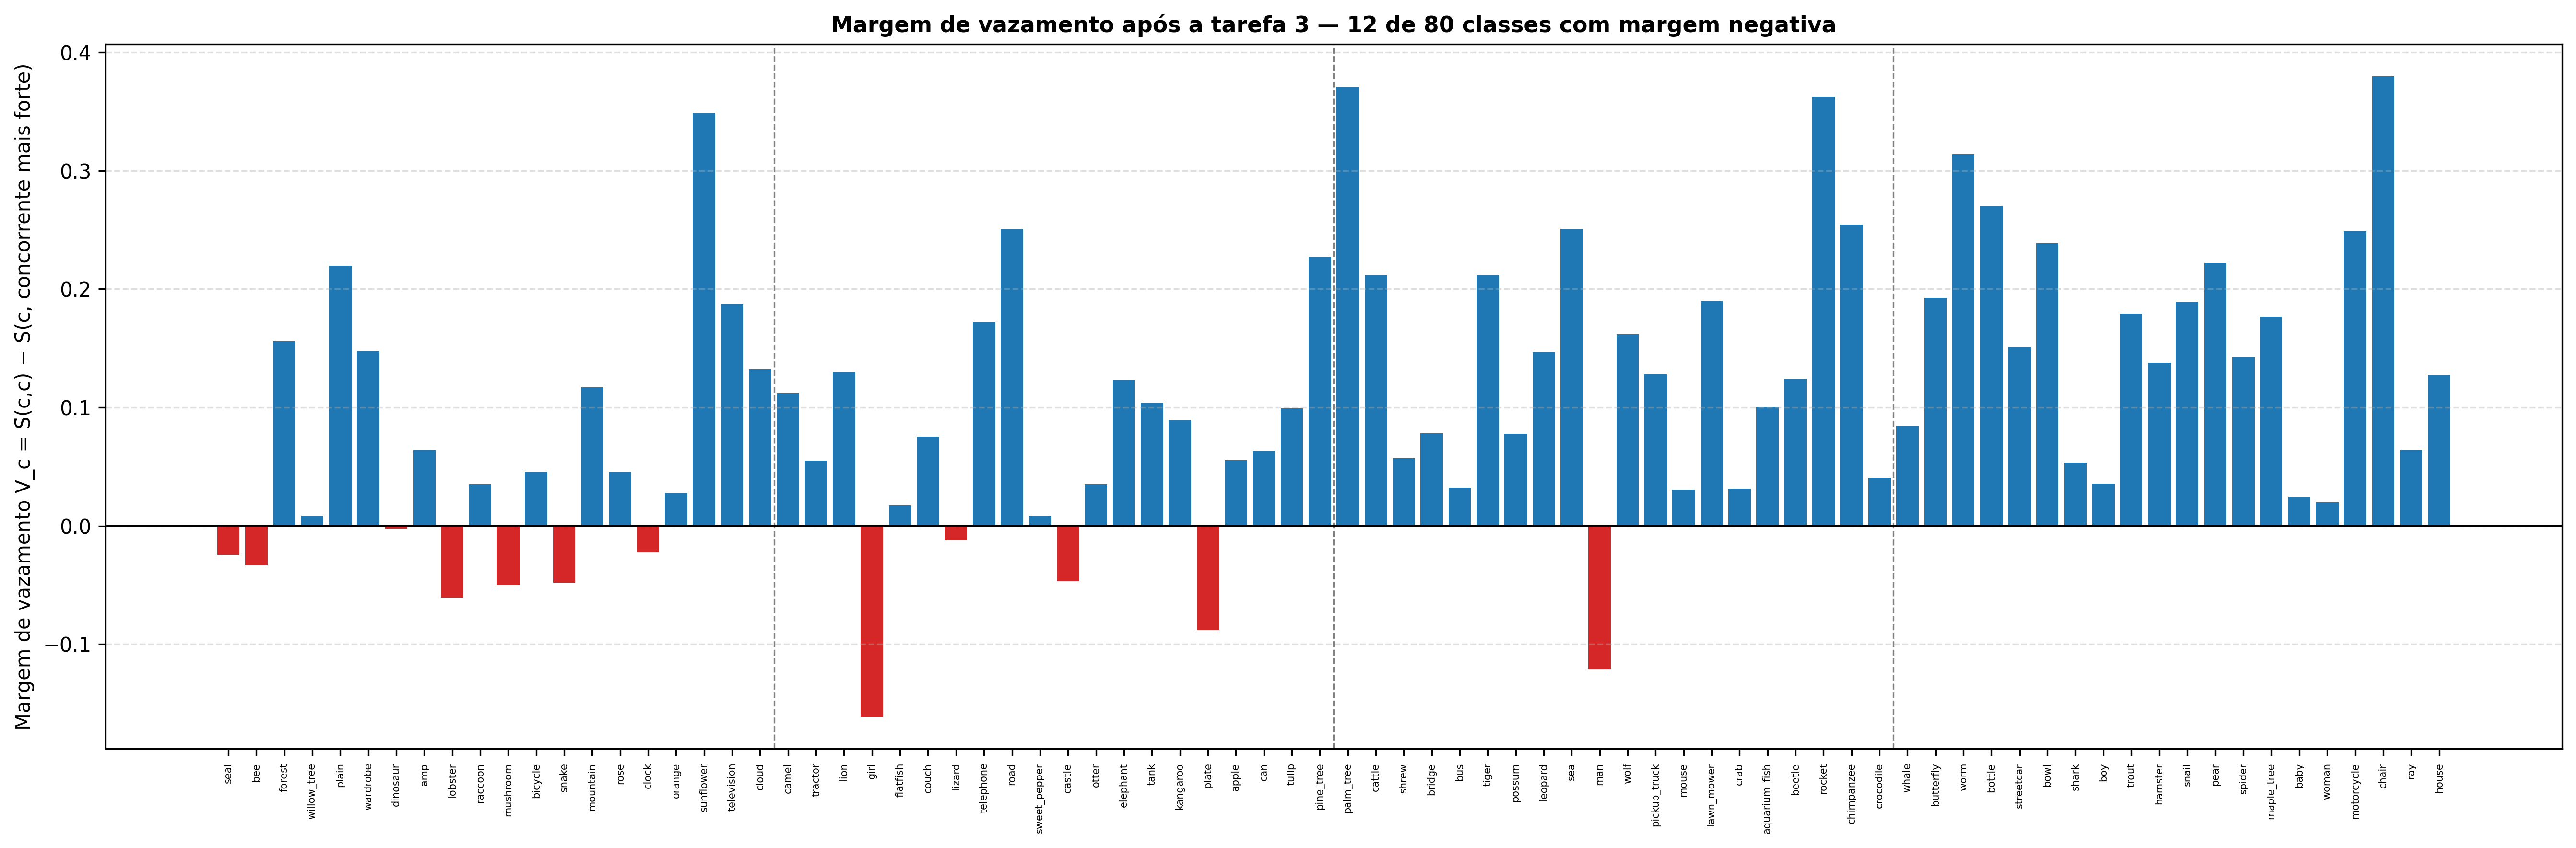 Margem de vazamento após a tarefa 3 — 12 de 80 classes com margem negativa
Margem de vazamento V_c = S(c,c) − S(c, concorrente mais forte)
0.4
0.3
0.2
0.1
0.0
−0.1
seal
bee
forest
willow_tree
plain
wardrobe
dinosaur
lamp
lobster
raccoon
mushroom
bicycle
snake
mountain
rose
clock
orange
sunflower
television
cloud
camel
tractor
lion
girl
flatfish
couch
lizard
telephone
road
sweet_pepper
castle
otter
elephant
tank
kangaroo
plate
apple
can
tulip
pine_tree
palm_tree
cattle
shrew
bridge
bus
tiger
possum
leopard
sea
man
wolf
pickup_truck
mouse
lawn_mower
crab
aquarium_fish
beetle
rocket
chimpanzee
crocodile
whale
butterfly
worm
bottle
streetcar
bowl
shark
boy
trout
hamster
snail
pear
spider
maple_tree
baby
woman
motorcycle
chair
ray
house